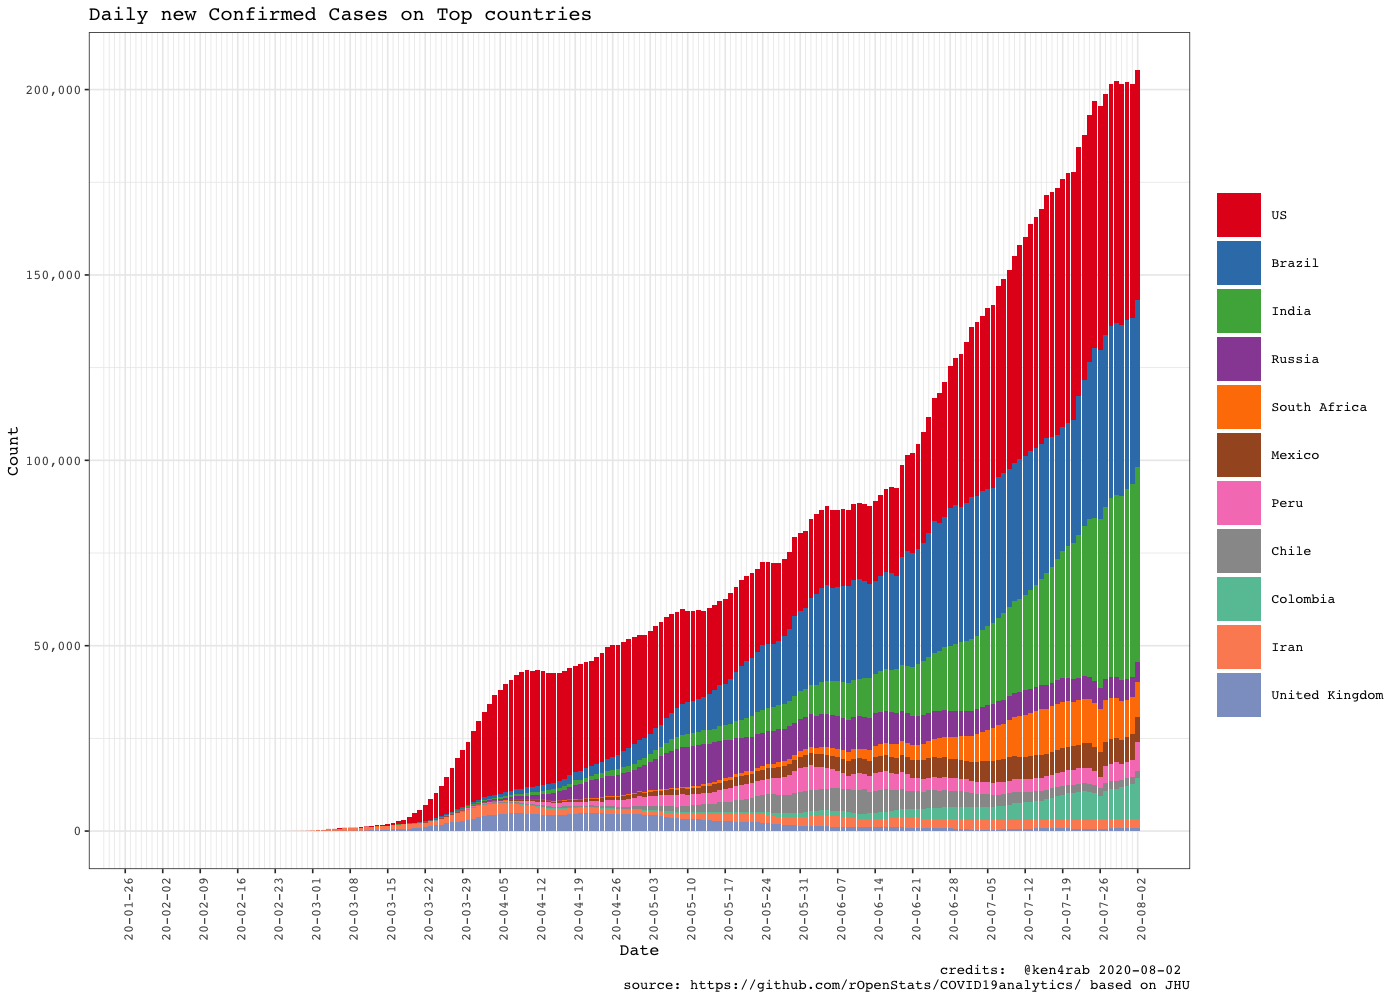 Daily new Confirmed Cases on Top countries
200,000
150,000
100,000
50,000
0
Count
20-01-26
20-02-02
20-02-09
20-02-16
20-02-23
20-03-01
20-03-08
20-03-15
20-03-22
20-03-29
20-04-05
20-04-12
20-04-19
20-04-26
20-05-03
20-05-10
20-05-17
20-05-24
20-05-31
20-06-07
20-06-14
20-06-21
20-06-28
20-07-05
20-07-12
20-07-19
20-07-26
20-08-02
Date
US
Brazil
India
Russia
South Africa
Mexico
Peru
Chile
Colombia
Iran
United Kingdom
credits: @ken4rab 2020-08-02
source: https://github.com/rOpenStats/COVID19analytics/ based on JHU